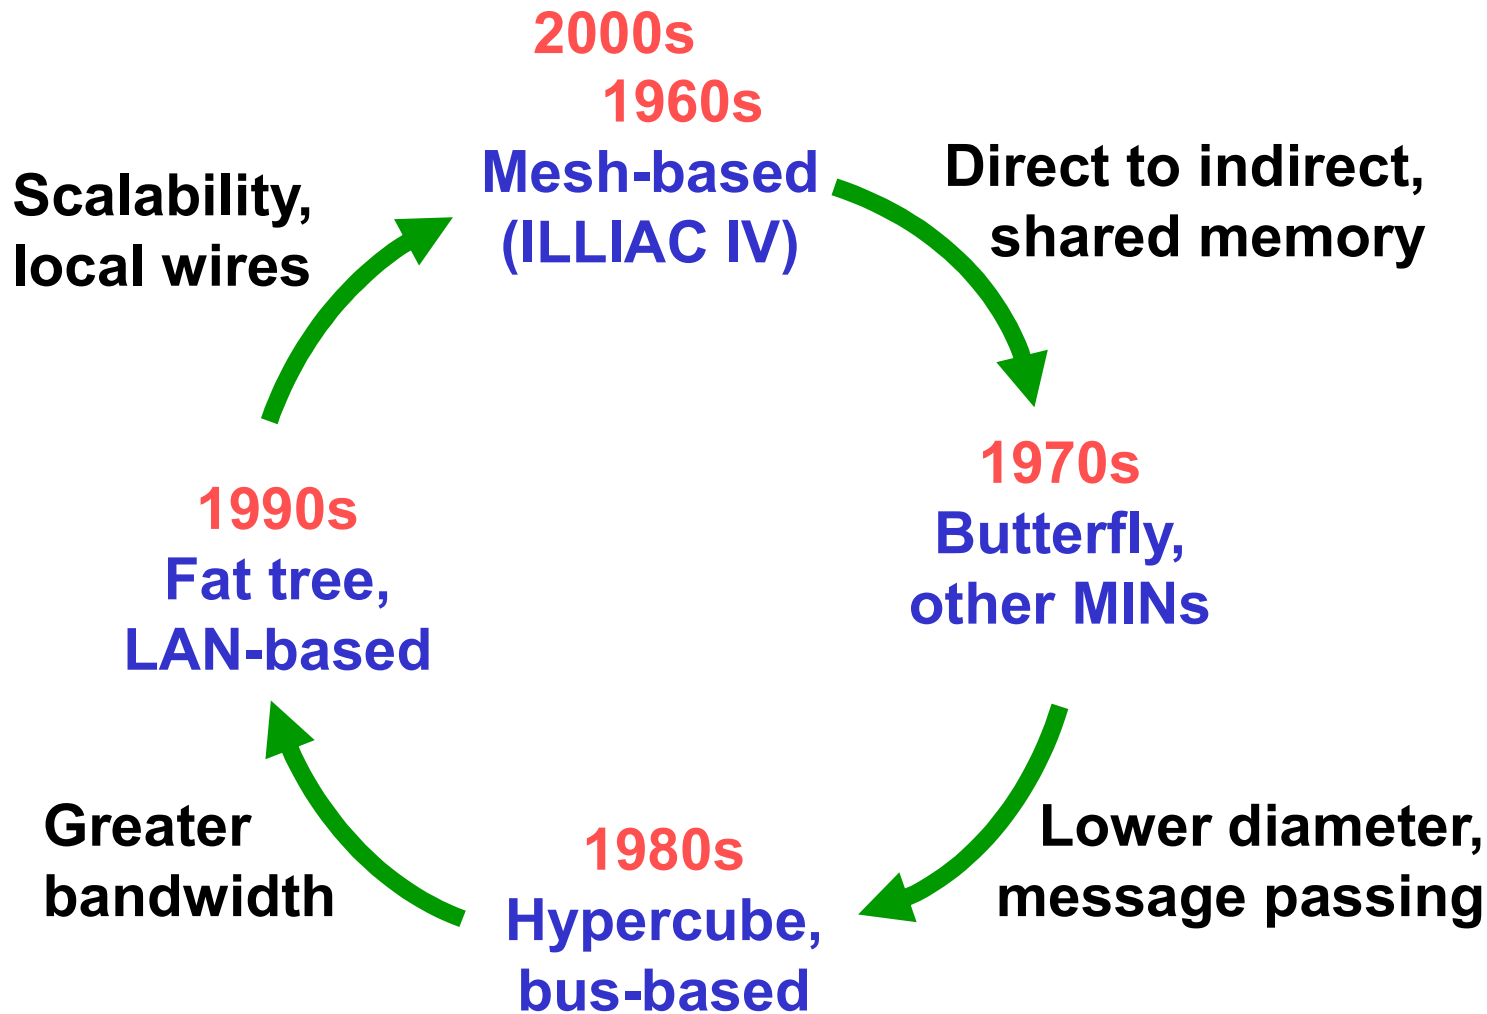 2000s
1960s
Mesh-based
(ILLIAC IV)
Direct to indirect,
shared memory
1970s
Butterfly,
other MINs
Lower diameter,
message passing
1980s
Hypercube,
bus-based
Greater
bandwidth
1990s
Fat tree,
LAN-based
Scalability,
local wires